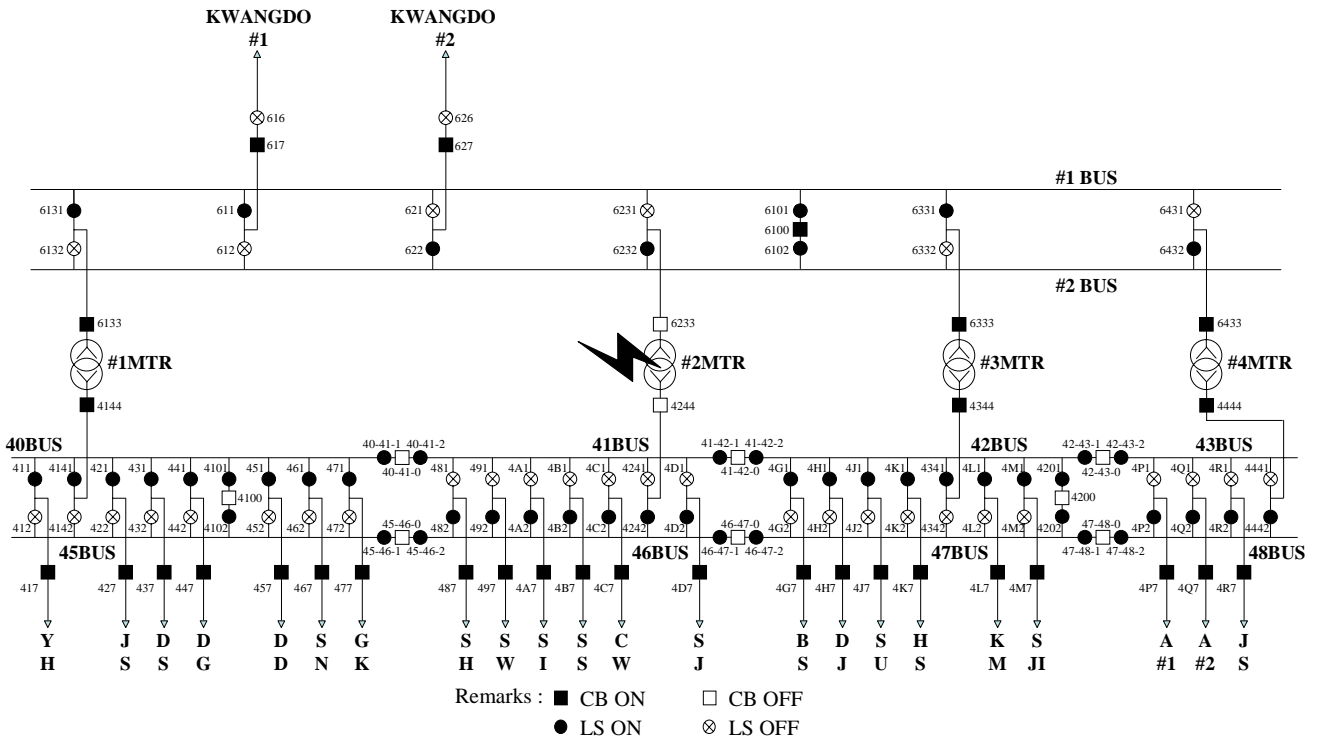 KWANGDO KWANGDO
#1 #2
616 626
617 627
#1 BUS
6131 611 621 6231 6101 6331 6431
6100
6132 612 622 6232 6102 6332 6432
#2 BUS
6133 6233 6333 6433
#1MTR #2MTR #3MTR #4MTR
4144 4244 4344 4444
40BUS 40-41-1 40-41-2 41BUS 41-42-1 41-42-2 42BUS 42-43-1 42-43-2 43BUS
40-41-0 41-42-0 42-43-0
411 4141 421 431 441 4101 451 461 471 481 491 4A1 4B1 4C1 4241 4D1 4G1 4H1 4J1 4K1 4341 4L1 4M1 4201 4P1 4Q1 4R1 4441
4100 4200
412 4142 422 432 442 4102 452 462 472 482 492 4A2 4B2 4C2 4242 4D2 4G2 4H2 4J2 4K2 4342 4L2 4M2 4202 4P2 4Q2 4R2 4442
45-46-0 46-47-0 47-48-0
45BUS 45-46-1 45-46-2 46BUS 46-47-1 46-47-2 47BUS 47-48-1 47-48-2 48BUS
417 427 437 447 457 467 477 487 497 4A7 4B7 4C7 4D7 4G7 4H7 4J7 4K7 4L7 4M7 4P7 4Q7 4R7
Y J D D D S G S S S S C S B D S H K S A A J
H S S G D N K H W I S W J S J U S M JI #1 #2 S
Remarks : CB ON CB OFF
LS ON LS OFF